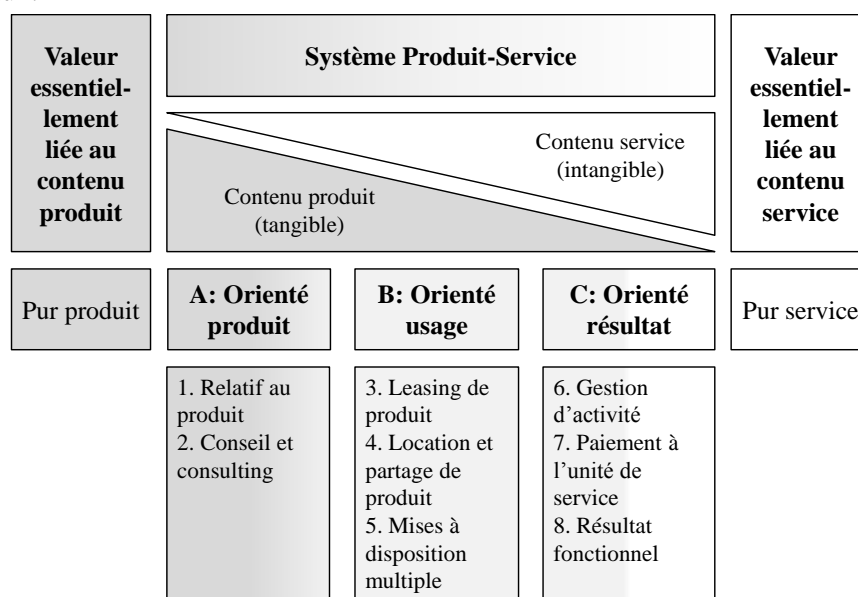 Valeur
essentiel-
lement
liée au
contenu
produit
Système Produit-Service
Contenu service
(intangible)
Contenu produit
(tangible)
Valeur
essentiel-
lement
liée au
contenu
service
Pur produit
A: Orienté
produit
B: Orienté
usage
C: Orienté
résultat
Pur service
1. Relatif au
produit
2. Conseil et
consulting
3. Leasing de
produit
4. Location et
partage de
produit
5. Mises à
disposition
multiple
6. Gestion
d'activité
7. Paiement à
l'unité de
service
8. Résultat
fonctionnel